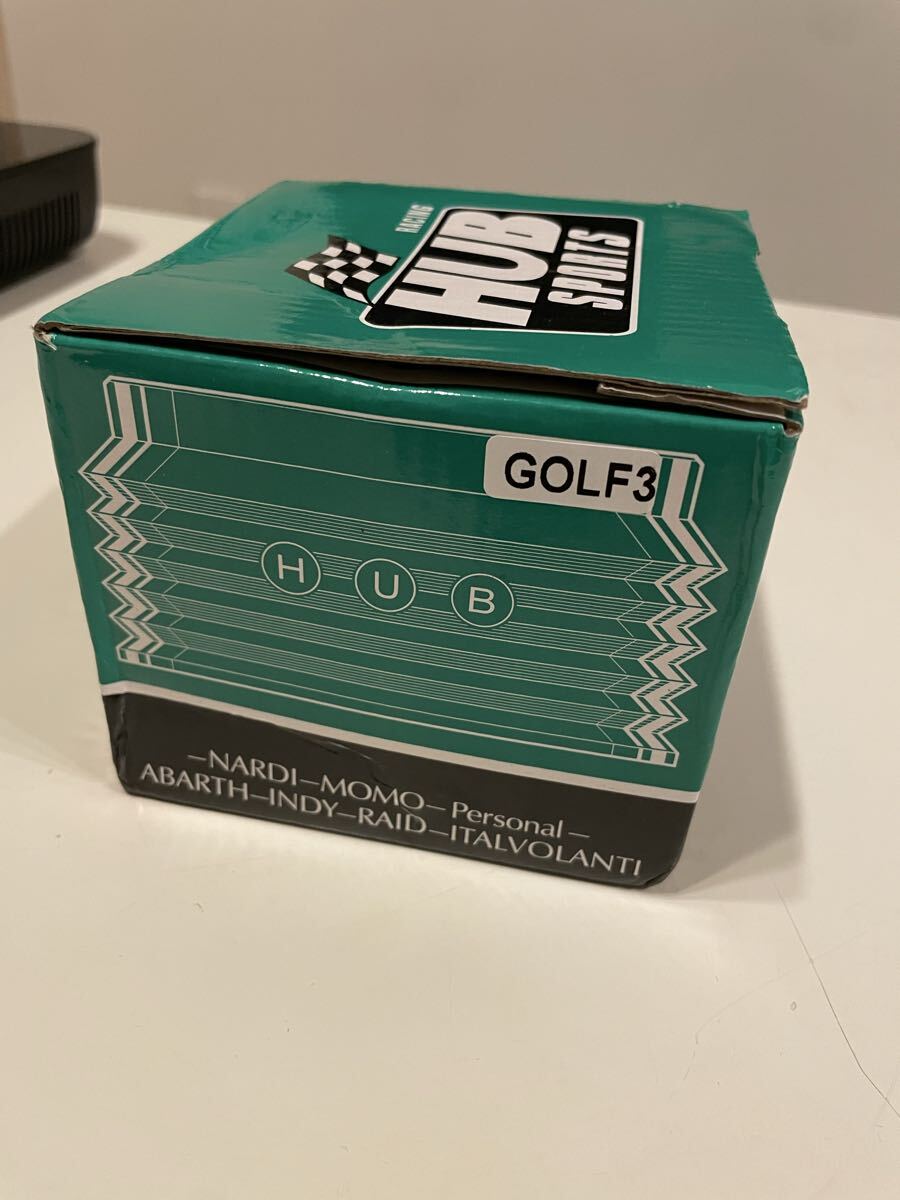 RACING
HUB
SPORTS
GOLF3
H U B
–NARDI–MOMO–Personal–
ABARTH–INDY–RAID–ITALVOLANTI